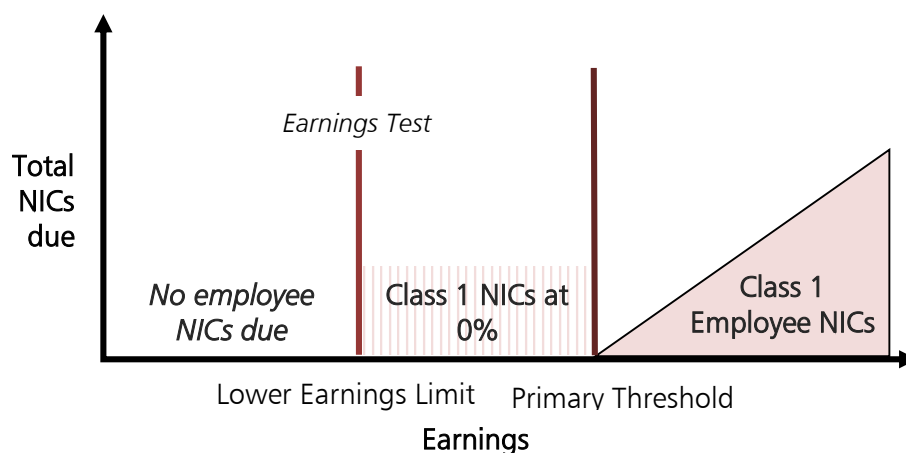 Earnings Test
Total
NICs
due
No employee
NICs due
Class 1 NICs at
0%
Class 1
Employee NICs
Lower Earnings Limit
Primary Threshold
Earnings